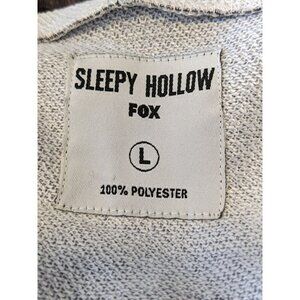 SLEEPY HOLLOW
FOX
L
100% POLYESTER